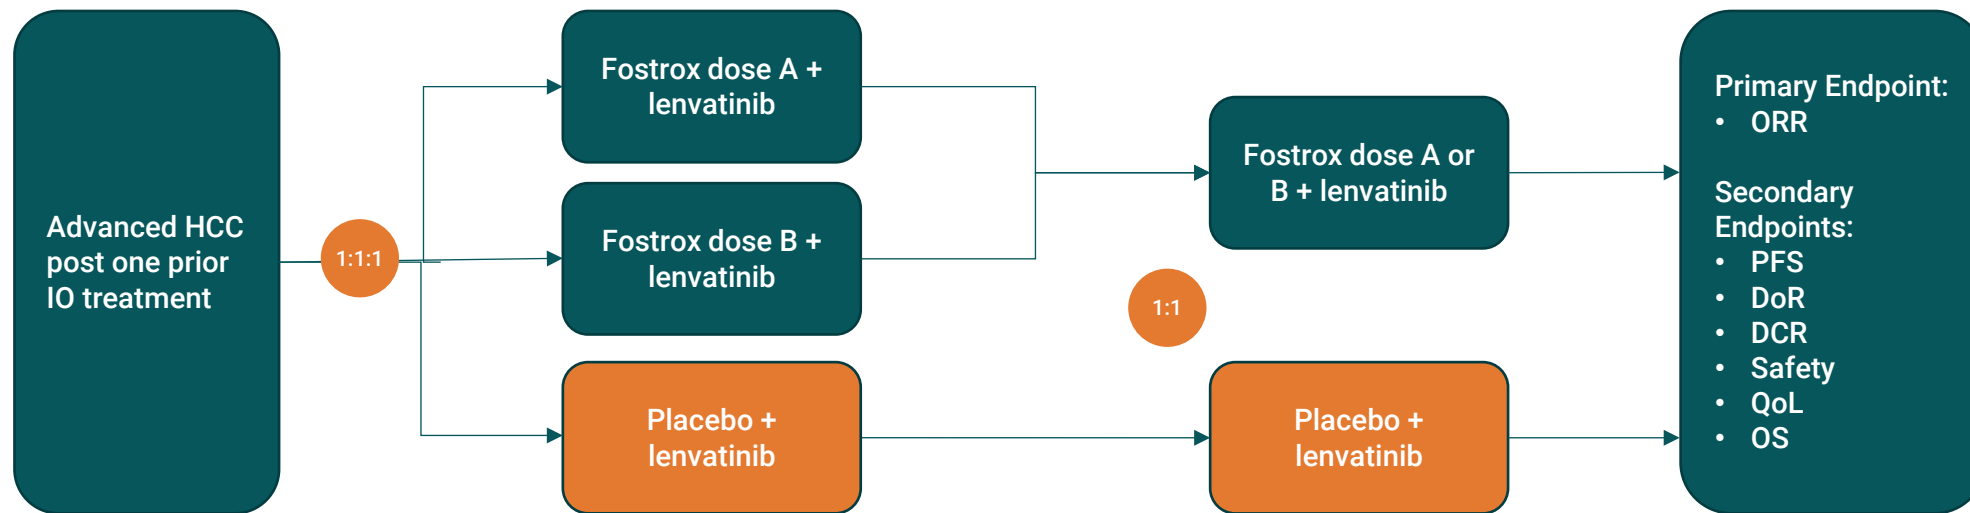 Advanced HCC
post one prior
IO treatment
1:1:1
Fostrox dose A +
lenvatinib
Fostrox dose B +
lenvatinib
Placebo +
lenvatinib
Fostrox dose A or
B + lenvatinib
1:1
Placebo +
lenvatinib
Primary Endpoint:
• ORR
Secondary
Endpoints:
• PFS
• DoR
• DCR
• Safety
• QoL
• OS